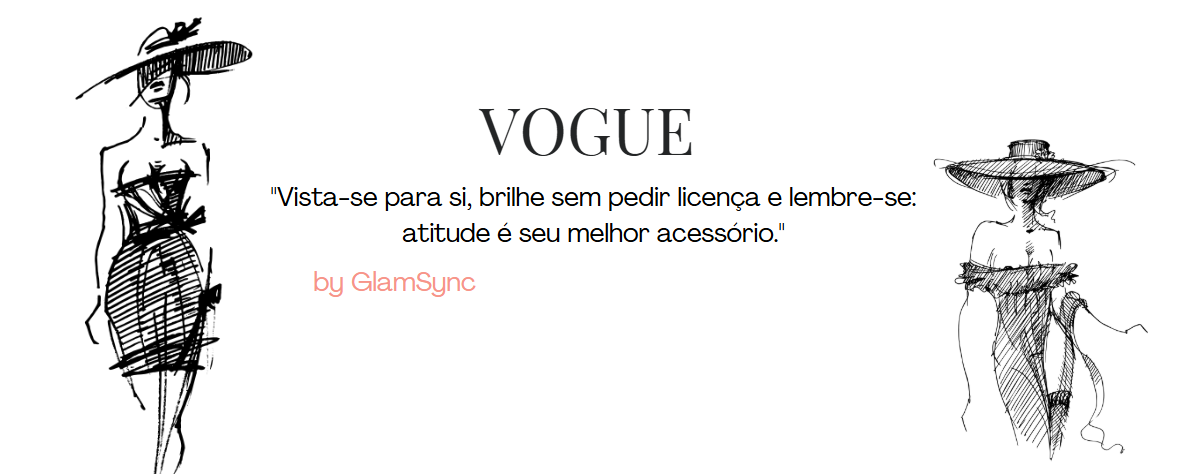 VOGUE
"Vista-se para si, brilhe sem pedir licença e lembre-se:
atitude é seu melhor acessório."
by GlamSync